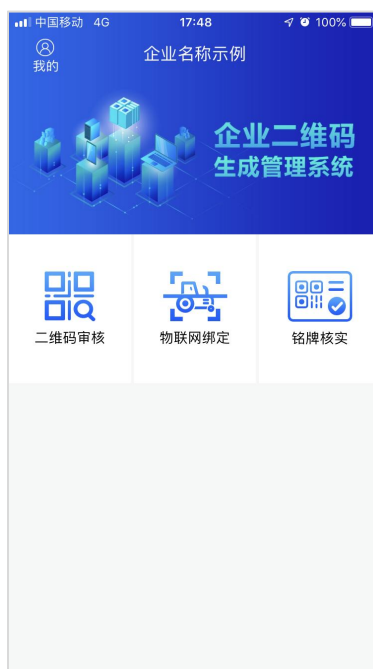 中国移动 4G 17:48 100%
我的
企业名称示例
企业二维码
生成管理系统
二维码审核
物联网绑定
铭牌核实